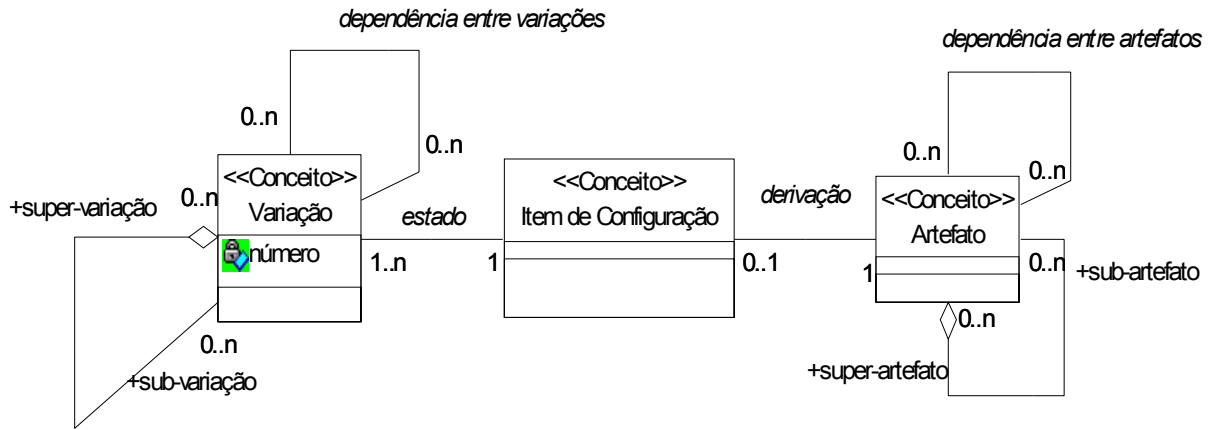 dependência entre variações
dependência entre artefatos
0..n
0..n
<<Conceito>>
Variação
número
0..n
+super-variação
0..n
+sub-variação
estado
1..n
1
<<Conceito>>
Item de Configuração
derivação
0..1
1
0..n
0..n
<<Conceito>>
Artefato
0..n
+sub-artefato
0..n
+super-artefato